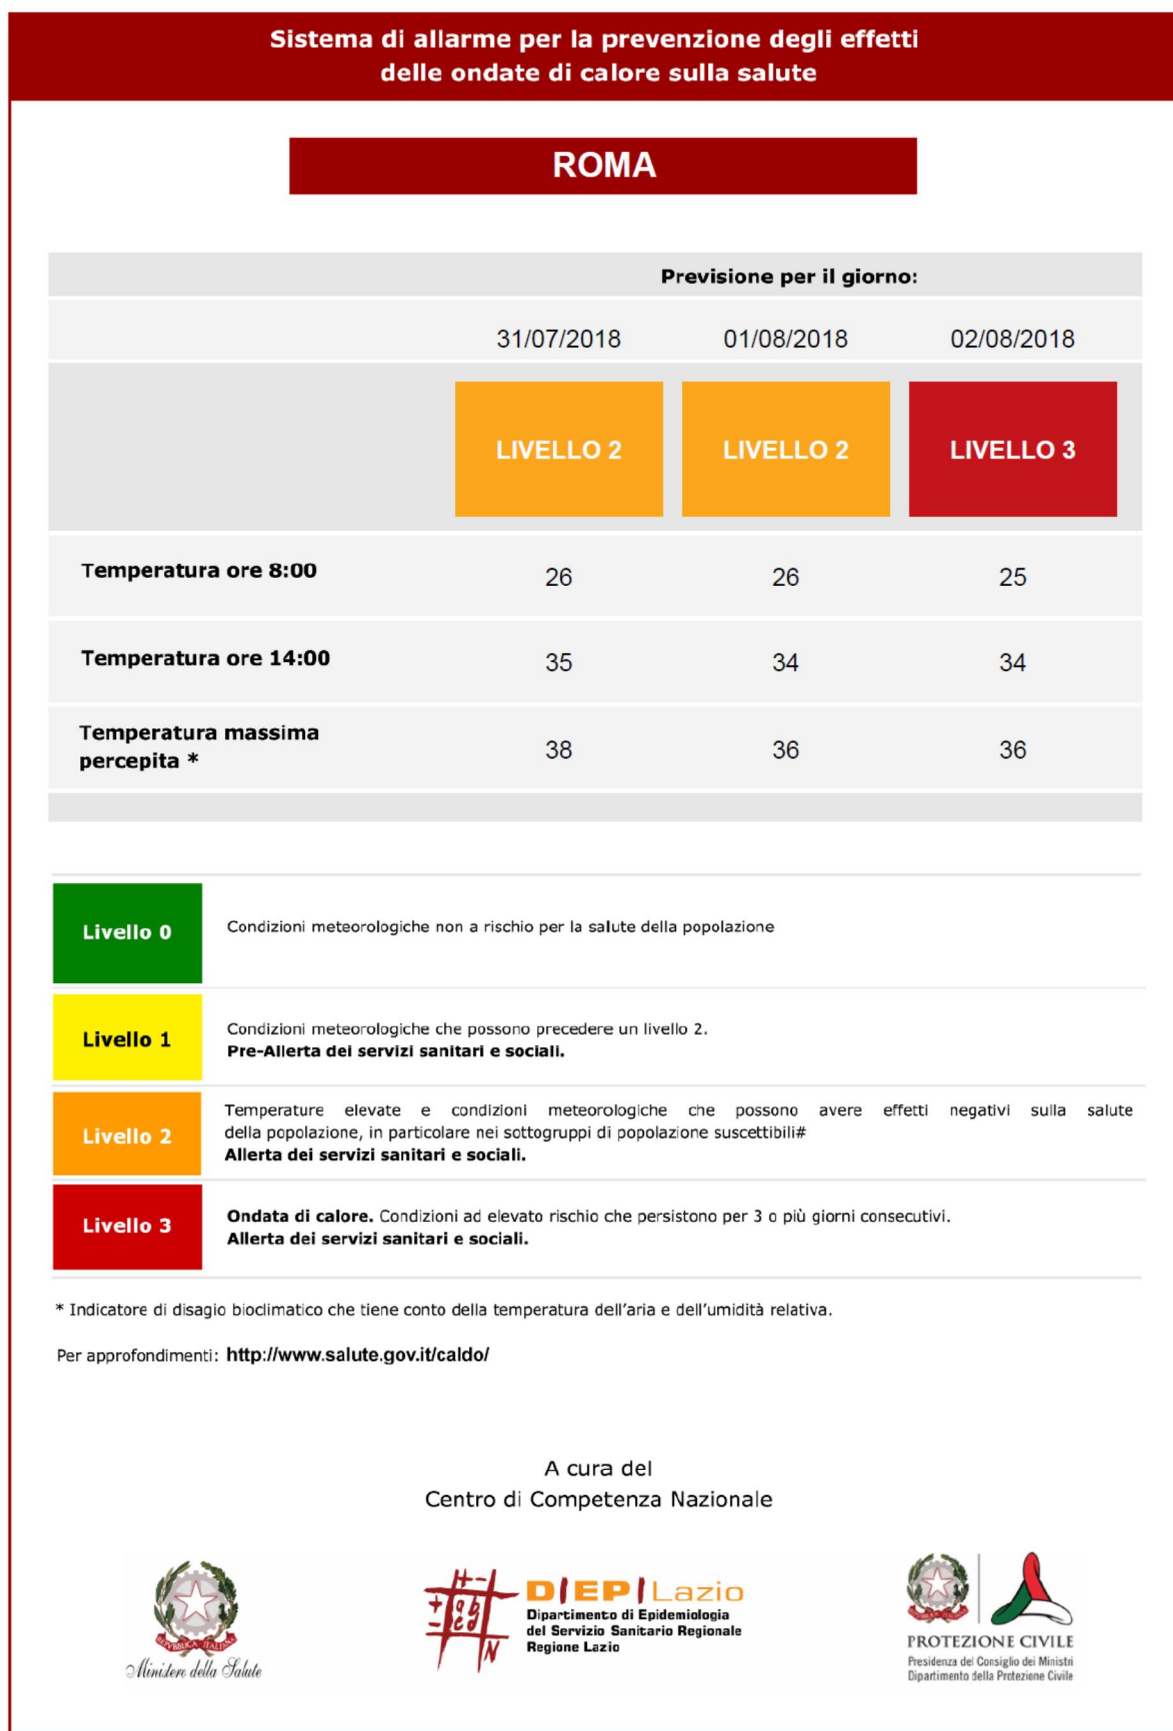 Sistema di allarme per la prevenzione degli effetti
delle ondate di calore sulla salute
ROMA
Previsione per il giorno:
31/07/2018 01/08/2018 02/08/2018
LIVELLO 2 LIVELLO 2 LIVELLO 3
Temperatura ore 8:00 26 26 25
Temperatura ore 14:00 35 34 34
Temperatura massima
percepita * 38 36 36
Livello 0 Condizioni meteorologiche non a rischio per la salute della popolazione
Livello 1
Condizioni meteorologiche che possono precedere un livello 2.
Pre-Allerta dei servizi sanitari e sociali.
Livello 2
Temperature elevate e condizioni meteorologiche che possono avere effetti negativi sulla salute
della popolazione, in particolare nei sottogruppi di popolazione suscettibili#
Allerta dei servizi sanitari e sociali.
Livello 3
Ondata di calore. Condizioni ad elevato rischio che persistono per 3 o più giorni consecutivi.
Allerta dei servizi sanitari e sociali.
* Indicatore di disagio bioclimatico che tiene conto della temperatura dell'aria e dell'umidità relativa.
Per approfondimenti: http://www.salute.gov.it/caldo/
A cura del
Centro di Competenza Nazionale
REPVBBLICA ITALIANA
Ministero della Salute
a b c d N
D/EP/Lazio
Dipartimento di Epidemiologia
del Servizio Sanitario Regionale
Regione Lazio
PROTEZIONE CIVILE
Presidenza del Consiglio dei Ministri
Dipartimento della Protezione Civile